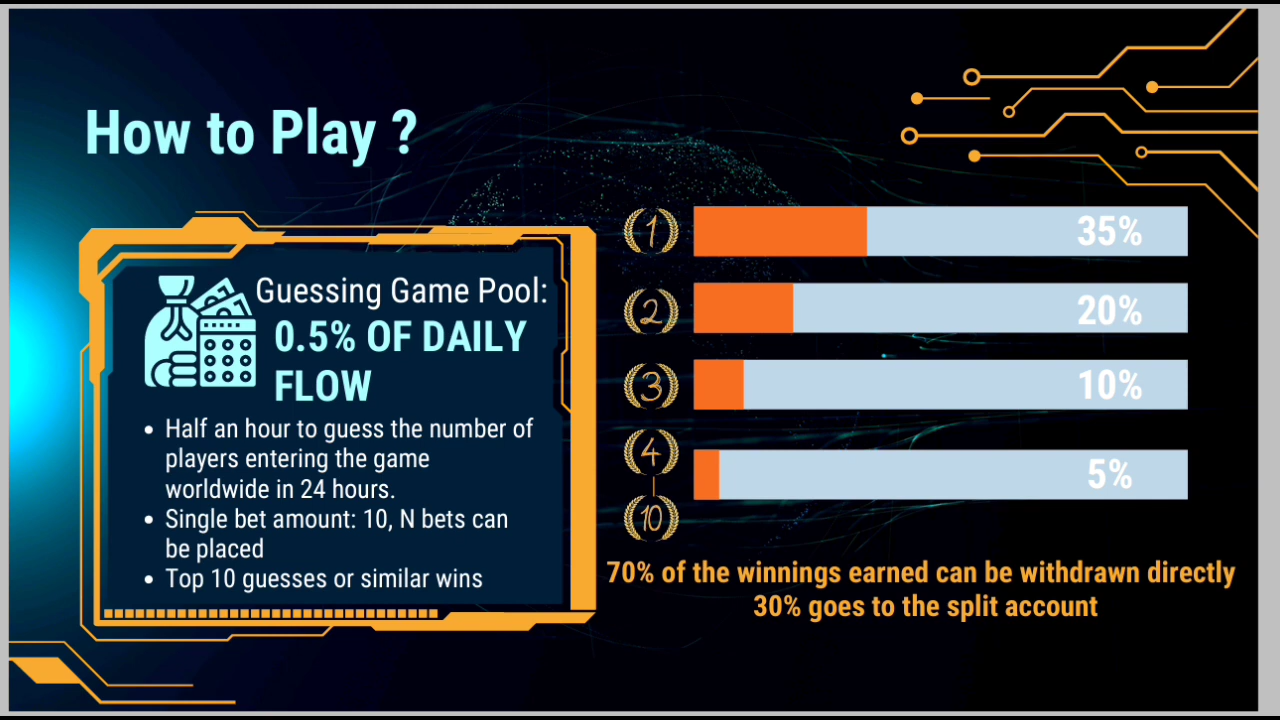 How to Play ?
Guessing Game Pool:
0.5% OF DAILY
FLOW
• Half an hour to guess the number of
players entering the game
worldwide in 24 hours.
• Single bet amount: 10, N bets can
be placed
• Top 10 guesses or similar wins
1 35%
2 20%
3 10%
4
5%
10
70% of the winnings earned can be withdrawn directly
30% goes to the split account